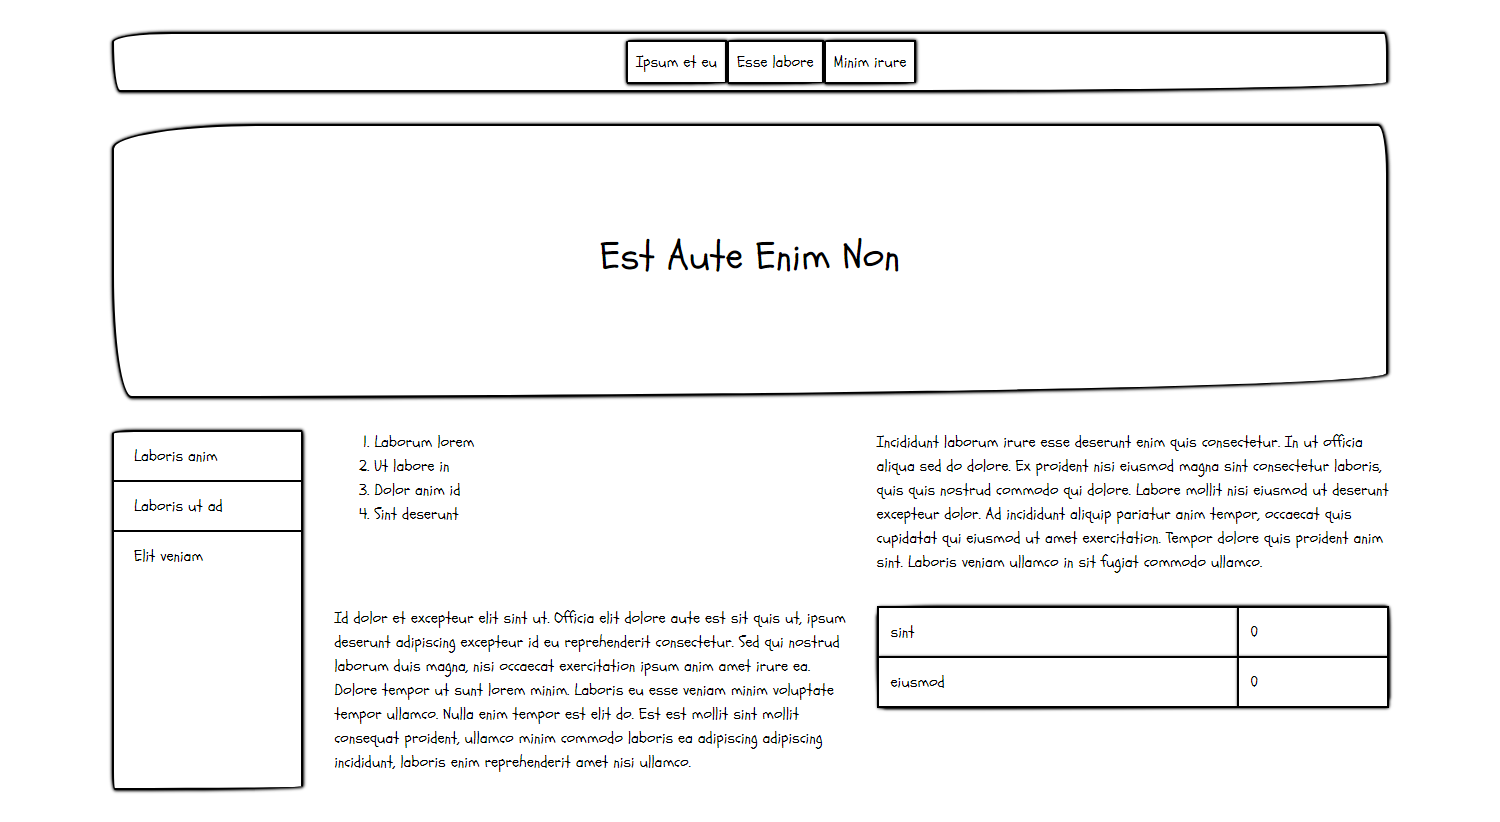 Ipsum et eu
Esse labore
Minim irure
Est Aute Enim Non
Laboris anim
Laboris ut ad
Elit veniam
1. Laborum lorem
2. Ut labore in
3. Dolor anim id
4. Sint deserunt
Incididunt laborum irure esse deserunt enim quis consectetur. In ut officia
aliqua sed do dolore. Ex proident nisi eiusmod magna sint consectetur laboris,
quis quis nostrud commodo qui dolore. Labore mollit nisi eiusmod ut deserunt
excepteur dolor. Ad incididunt aliquip pariatur anim tempor, occaecat quis
cupidatat qui eiusmod ut amet exercitation. Tempor dolore quis proident anim
sint. Laboris veniam ullamco in sit fugiat commodo ullamco.
Id dolor et excepteur elit sint ut. Officia elit dolore aute est sit quis ut, ipsum
deserunt adipiscing excepteur id eu reprehenderit consectetur. Sed qui nostrud
laborum duis magna, nisi occaecat exercitation ipsum anim amet irure ea.
Dolore tempor ut sunt lorem minim. Laboris eu esse veniam minim voluptate
tempor ullamco. Nulla enim tempor est elit do. Est est mollit sint mollit
consequat proident, ullamco minim commodo laboris ea adipiscing adipiscing
incididunt, laboris enim reprehenderit amet nisi ullamco.
sint 0
eiusmod 0